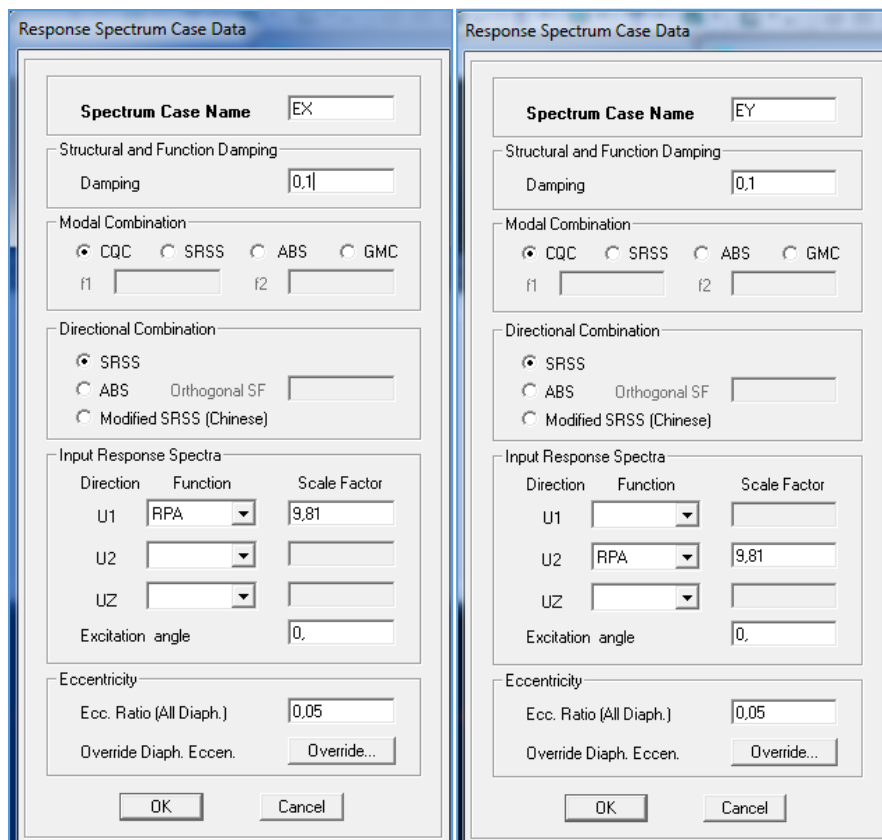 Response Spectrum Case Data
Spectrum Case Name EX
Structural and Function Damping
Damping 0,1
Modal Combination
CQC SRSS ABS GMC
f1 f2
Directional Combination
SRSS
ABS Orthogonal SF
Modified SRSS (Chinese)
Input Response Spectra
Direction Function Scale Factor
U1 RPA 9,81
U2
UZ
Excitation angle 0,
Eccentricity
Ecc. Ratio (All Diaph.) 0,05
Override Diaph. Eccen. Override...
OK Cancel
Response Spectrum Case Data
Spectrum Case Name EY
Structural and Function Damping
Damping 0,1
Modal Combination
CQC SRSS ABS GMC
f1 f2
Directional Combination
SRSS
ABS Orthogonal SF
Modified SRSS (Chinese)
Input Response Spectra
Direction Function Scale Factor
U1
U2 RPA 9,81
UZ
Excitation angle 0,
Eccentricity
Ecc. Ratio (All Diaph.) 0,05
Override Diaph. Eccen. Override...
OK Cancel